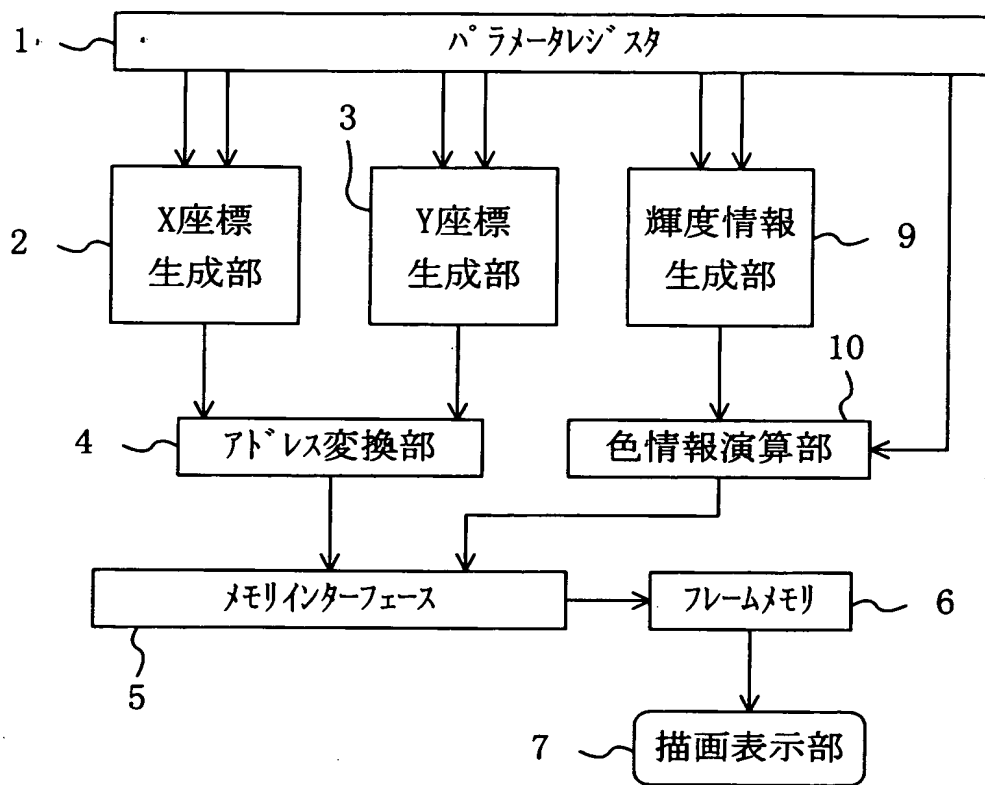 1
パラメータレジスタ
3
X座標
生成部
2
Y座標
生成部
輝度情報
生成部
9
10
4
アドレス変換部
色情報演算部
メモリインターフェース
フレームメモリ
6
5
7
描画表示部